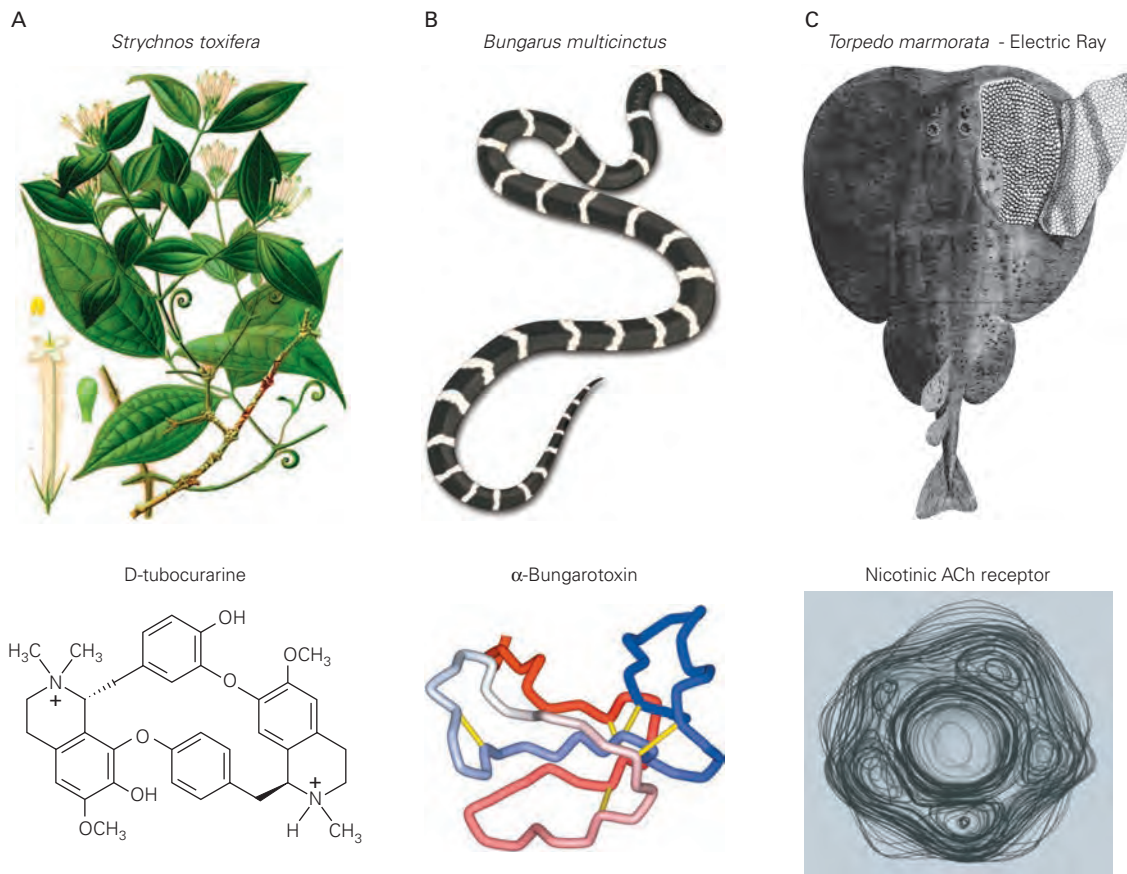 A
Strychnos toxifera
B
Bungarus multicinctus
C
Torpedo marmorata - Electric Ray
D-tubocurarine
OH
H3C
CH3
N
+
OCH3
O
O
OH
OCH3
+
N
H
CH3
α-Bungarotoxin
Nicotinic ACh receptor